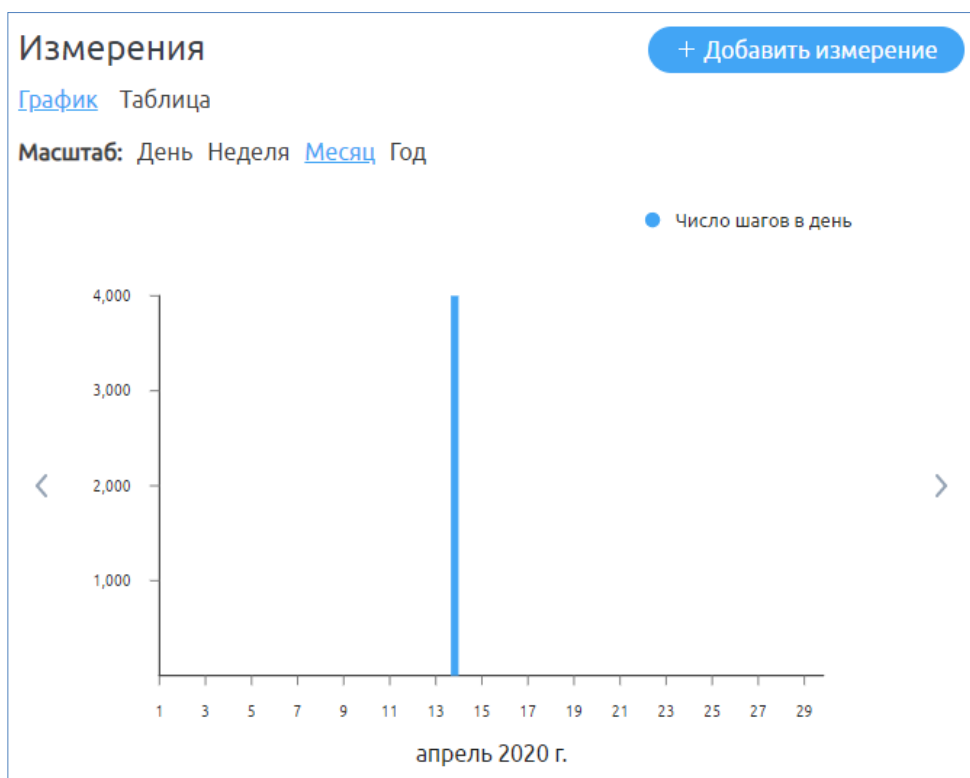 Измерения
+ Добавить измерение
График Таблица
Масштаб: День Неделя Месяц Год
Число шагов в день
4,000
3,000
2,000
1,000
1 3 5 7 9 11 13 15 17 19 21 23 25 27 29
апрель 2020 г.